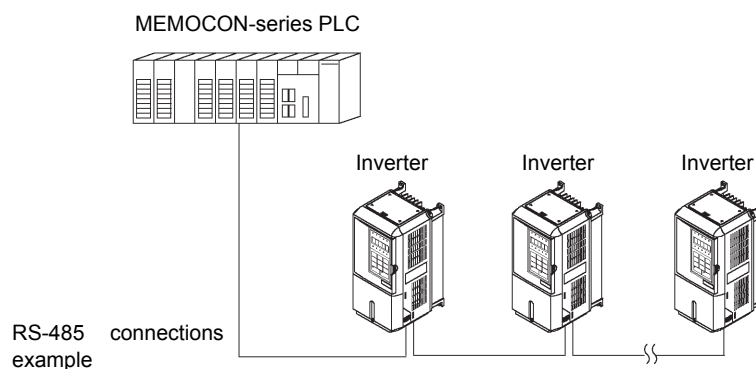 MEMOCON-series PLC
Inverter Inverter Inverter
RS-485 connections
example